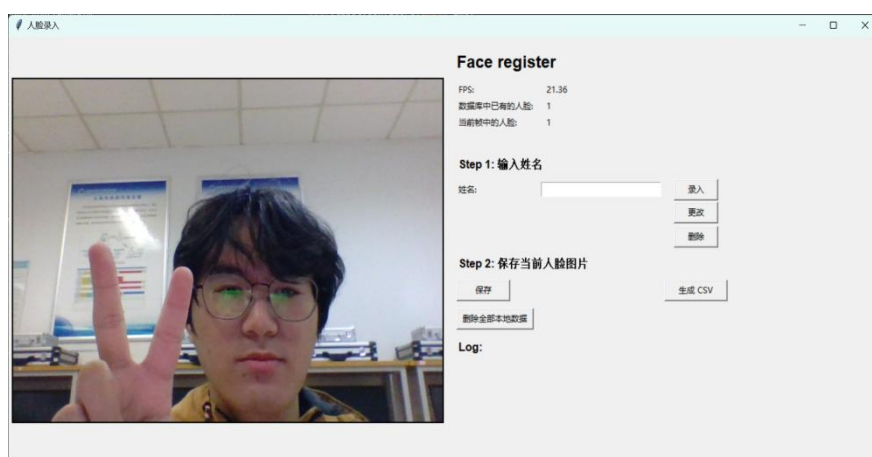 人脸录入
Face register
FPS: 21.36
数据库中已有的人脸: 1
当前帧中的人脸: 1
Step 1: 输入姓名
姓名:
录入
更改
删除
Step 2: 保存当前人脸图片
保存
生成 CSV
删除全部本地数据
Log: